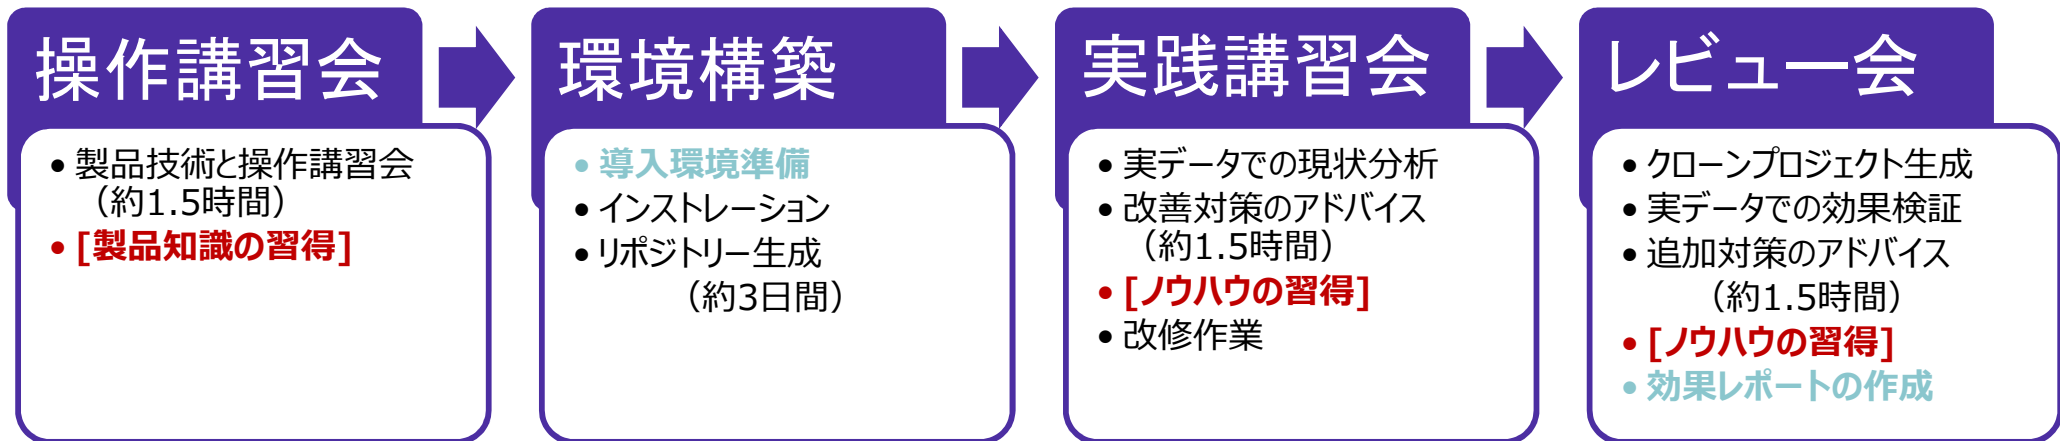 操作講習会
• 製品技術と操作講習会
（約1.5時間）
• [製品知識の習得]
環境構築
• 導入環境準備
• インストレーション
• リポジトリー生成
（約3日間）
実践講習会
• 実データでの現状分析
• 改善対策のアドバイス
（約1.5時間）
• [ノウハウの習得]
• 改修作業
レビュー会
• クローンプロジェクト生成
• 実データでの効果検証
• 追加対策のアドバイス
（約1.5時間）
• [ノウハウの習得]
• 効果レポートの作成